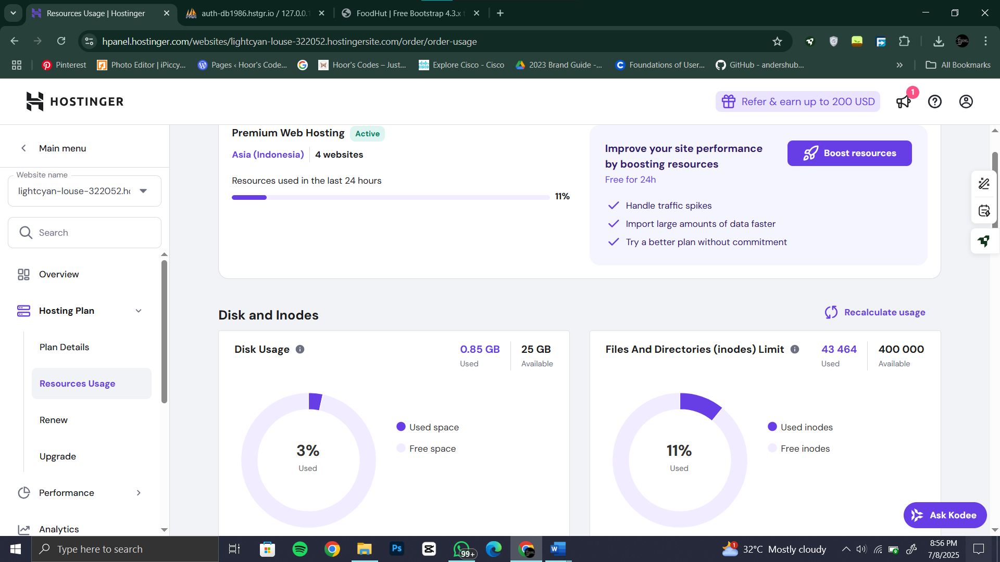 Resources Usage | Hostinger
auth-db1986.hstgr.io / 127.0.0.1
FoodHut | Free Bootstrap 4.3.x t
hpanel.hostinger.com/websites/lightcyan-louse-322052.hostingersite.com/order/order-usage
Pinterest
Photo Editor | iPiccy...
Pages ‹ Hoor's Code...
Hoor's Codes – Just...
Explore Cisco - Cisco
2023 Brand Guide -...
Foundations of User...
GitHub - andershub...
All Bookmarks
HOSTINGER
Refer & earn up to 200 USD
1
Main menu
Website name
lightcyan-louse-322052.ho
Search
Overview
Hosting Plan
Plan Details
Resources Usage
Renew
Upgrade
Performance
Analytics
Premium Web Hosting
Active
Asia (Indonesia)
4 websites
Resources used in the last 24 hours
11%
Improve your site performance
by boosting resources
Free for 24h
Boost resources
Handle traffic spikes
Import large amounts of data faster
Try a better plan without commitment
Disk and Inodes
Recalculate usage
Disk Usage
0.85 GB
Used
25 GB
Available
3%
Used
Used space
Free space
Files And Directories (inodes) Limit
43 464
Used
400 000
Available
11%
Used
Used inodes
Free inodes
Ask Kodee
Type here to search
Ps
99+
W
1
32°C Mostly cloudy
8:56 PM
7/8/2025